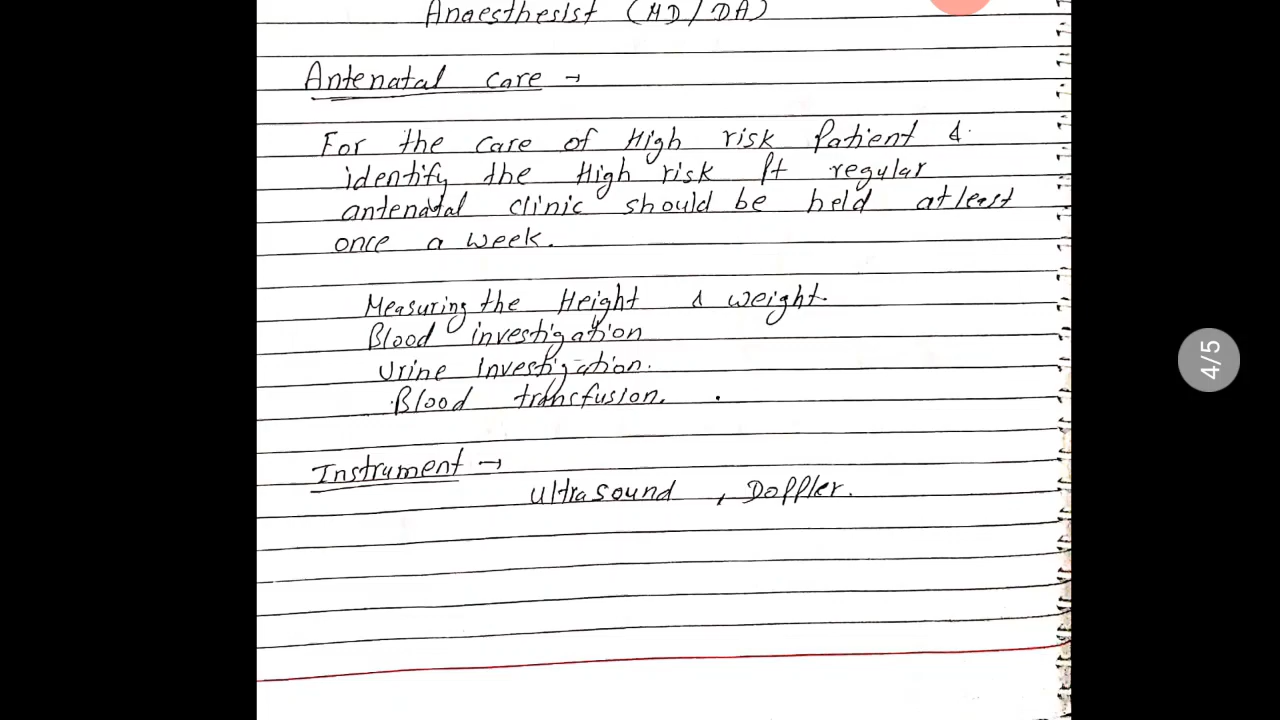 Anaesthesist (MD/DA)
Antenatal care →
For the care of High risk Patient &
identify the High risk Pt regular
antenatal clinic should be held atleast
once a week.
Measuring the Height & weight.
Blood investigation
Urine investigation.
Blood transfusion.
Instrument →
Ultrasound , Doppler.
4/5